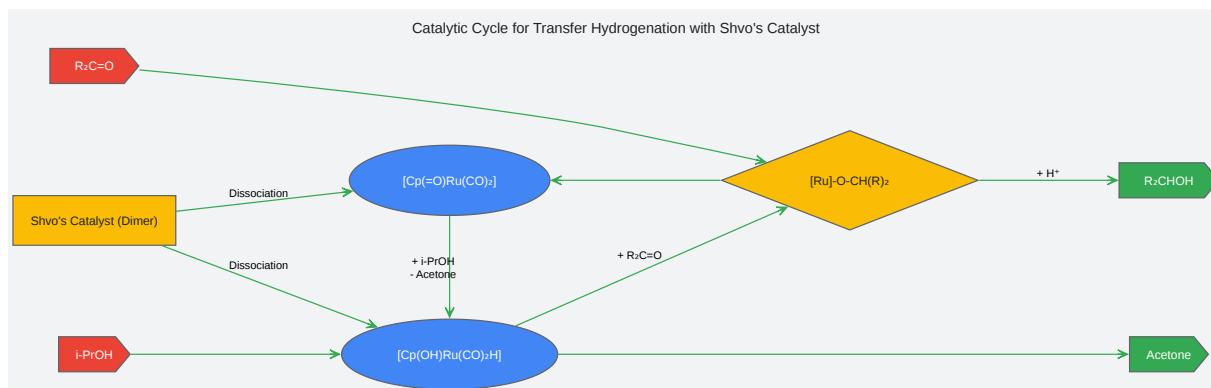 Catalytic Cycle for Transfer Hydrogenation with Shvo's Catalyst
R₂C=O
[Cp(=O)Ru(CO)₂]
[Ru]-O-CH(R)₂
+ H⁺
R₂CHOH
Dissociation
Shvo's Catalyst (Dimer)
Dissociation
+ i-PrOH
- Acetone
+ R₂C=O
i-PrOH
[Cp(OH)Ru(CO)₂H]
Acetone